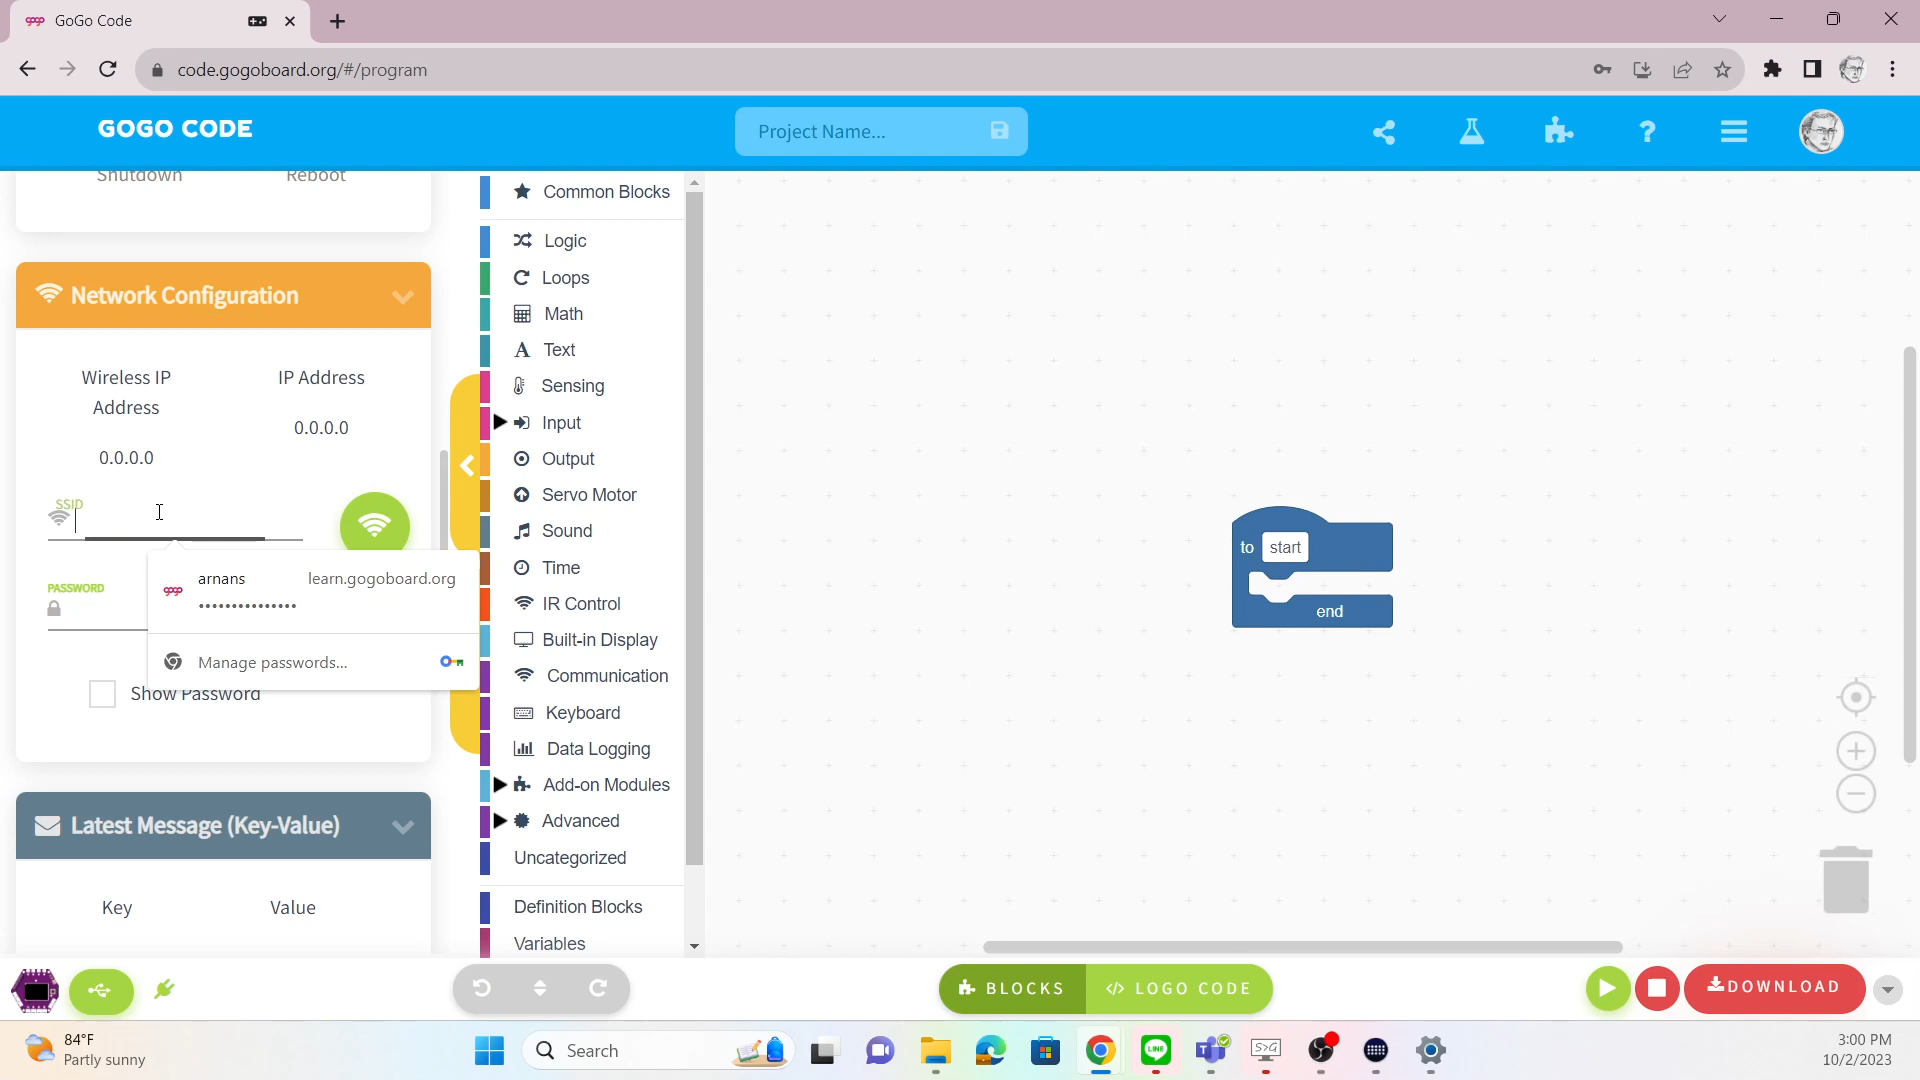 GoGo Code
code.gogoboard.org/#/program
GOGO CODE
Project Name...
Shutdown Reboot
Network Configuration
Wireless IP Address
0.0.0.0
IP Address
0.0.0.0
SSID
PASSWORD
arnans learn.gogoboard.org
•••••••••••••••
Manage passwords...
Show Password
Latest Message (Key-Value)
Key Value
Common Blocks
Logic
Loops
Math
Text
Sensing
Input
Output
Servo Motor
Sound
Time
IR Control
Built-in Display
Communication
Keyboard
Data Logging
Add-on Modules
Advanced
Uncategorized
Definition Blocks
Variables
to start
end
BLOCKS
</> LOGO CODE
DOWNLOAD
84°F
Partly sunny
Search
LINE
S>G
3:00 PM
10/2/2023